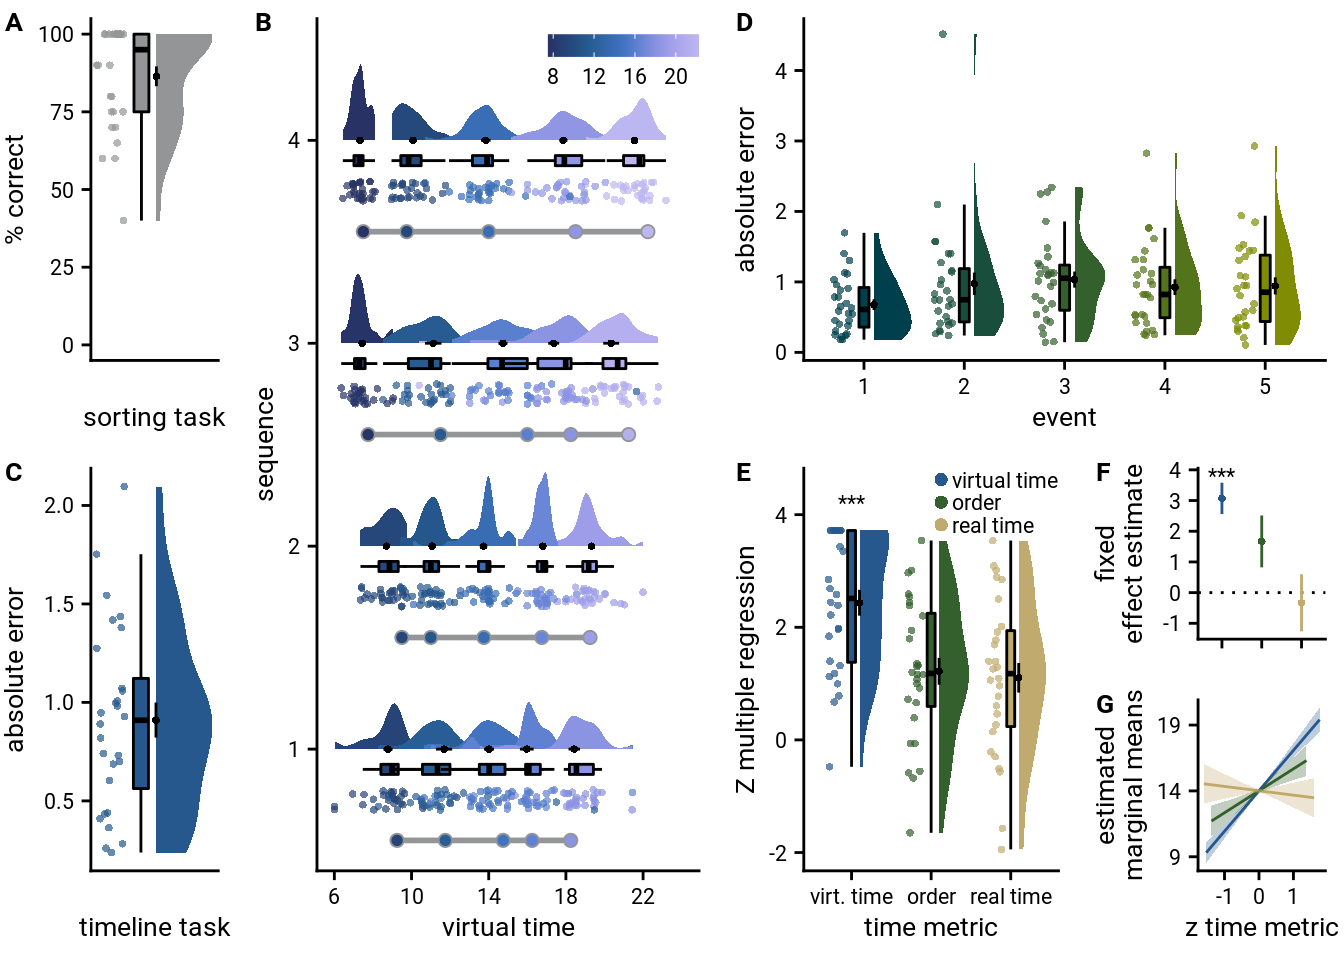 A
% correct
100
75
50
25
0
sorting task
B
8 12 16 20
sequence
4
3
2
1
6 10 14 18 22
virtual time
C
absolute error
2.0
1.5
1.0
0.5
timeline task
D
absolute error
4
3
2
1
0
1 2 3 4 5
event
E
Z multiple regression
4
2
0
-2
***
virtual time
order
real time
virt. time order real time
time metric
F
fixed
effect estimate
4
3
2
1
0
-1
***
G
estimated
marginal means
19
14
9
-1 0 1
z time metric